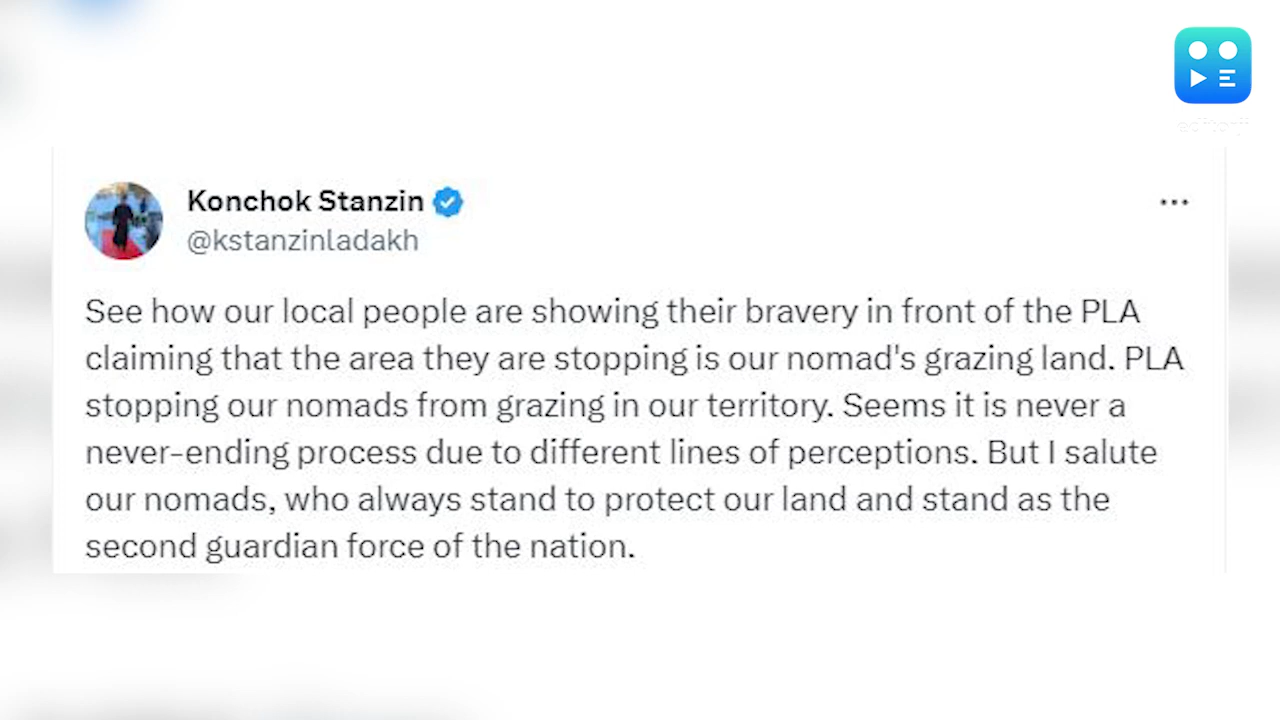 Konchok Stanzin
@kstanzinladakh
See how our local people are showing their bravery in front of the PLA
claiming that the area they are stopping is our nomad's grazing land. PLA
stopping our nomads from grazing in our territory. Seems it is never a
never-ending process due to different lines of perceptions. But I salute
our nomads, who always stand to protect our land and stand as the
second guardian force of the nation.